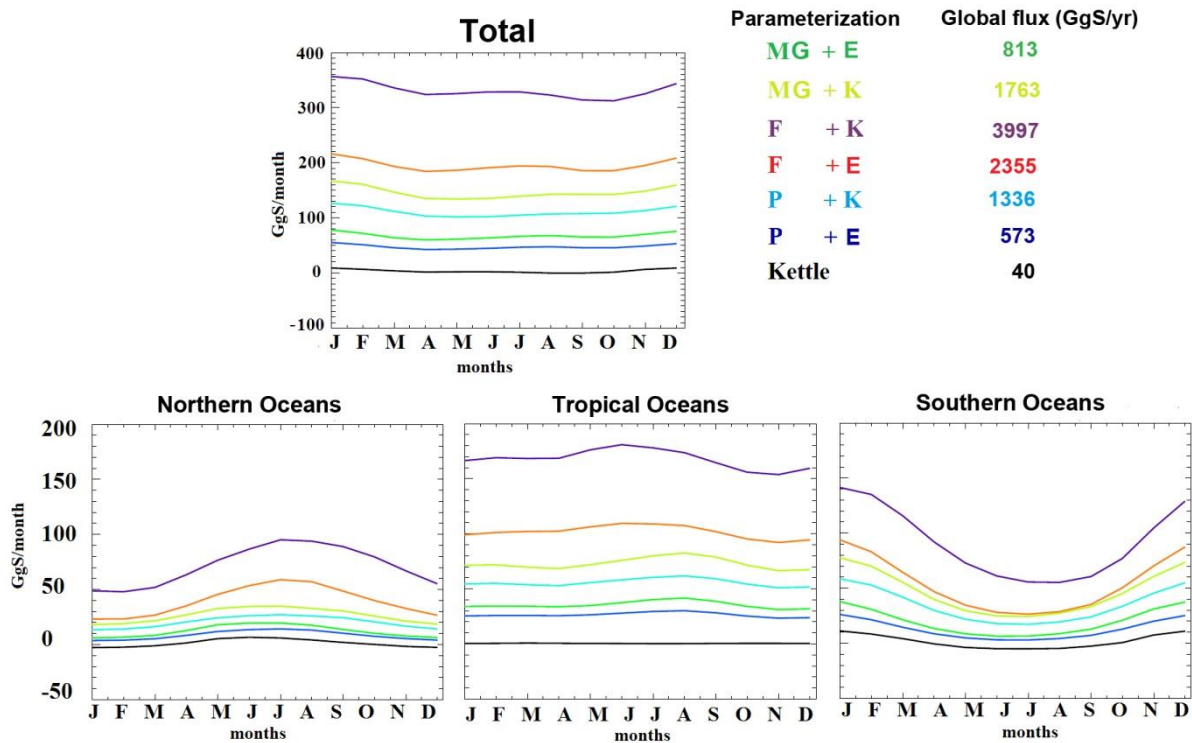 Total
400
300
200
100
0
-100
GgS/month
J F M A M J J A S O N D
months
Parameterization Global flux (GgS/yr)
MG + E 813
MG + K 1763
F + K 3997
F + E 2355
P + K 1336
P + E 573
Kettle 40
Northern Oceans
200
150
100
50
0
-50
GgS/month
J F M A M J J A S O N D
months
Tropical Oceans
J F M A M J J A S O N D
months
Southern Oceans
J F M A M J J A S O N D
months